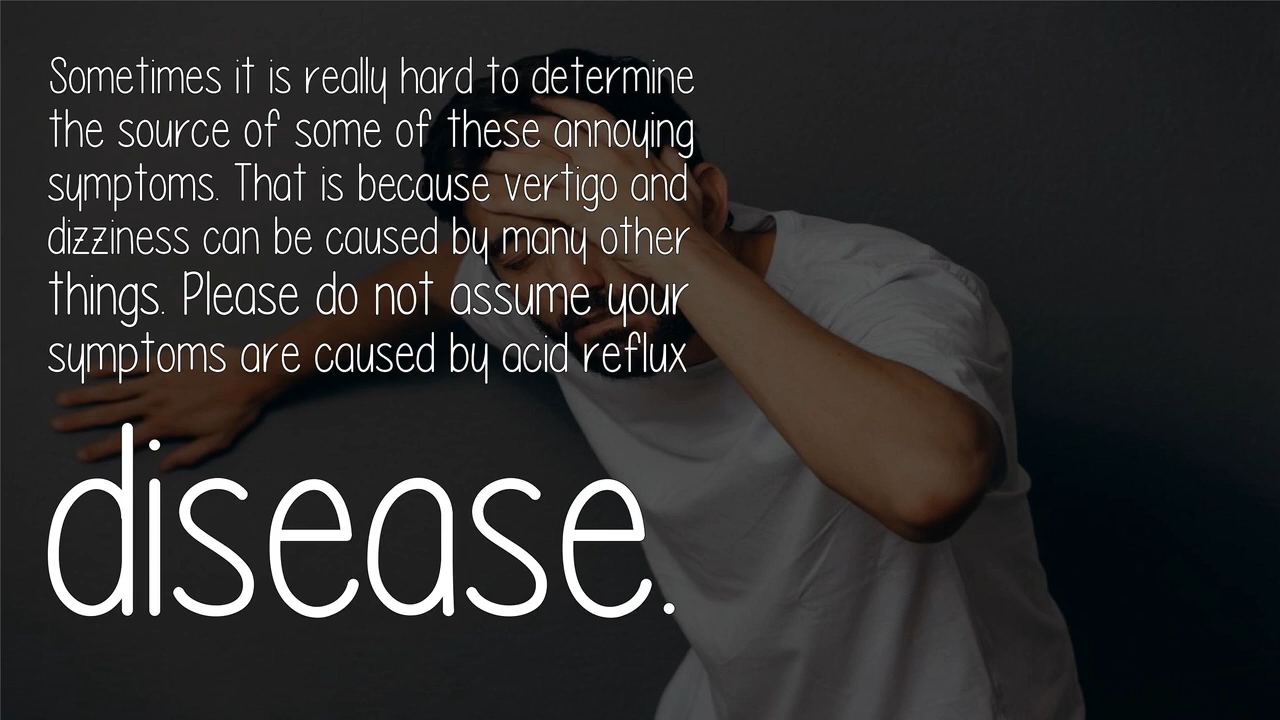 Sometimes it is really hard to determine
the source of some of these annoying
symptoms. That is because vertigo and
dizziness can be caused by many other
things. Please do not assume your
symptoms are caused by acid reflux
disease.